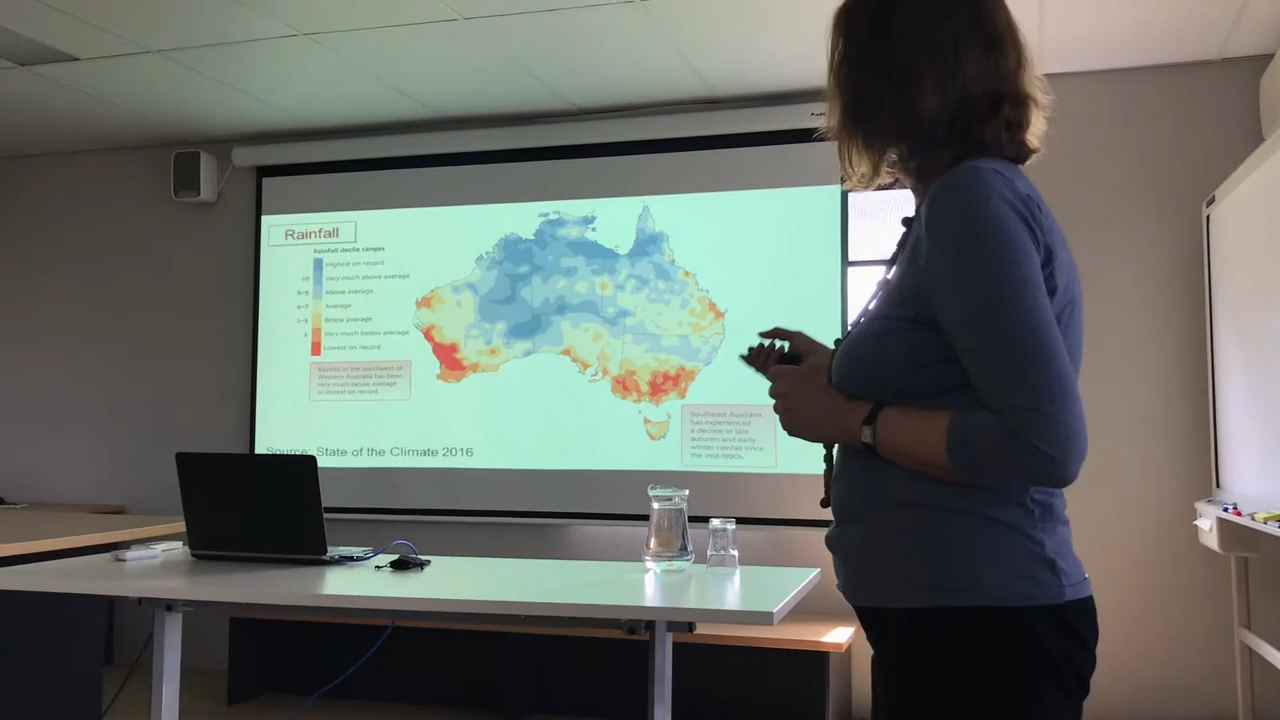 Rainfall
Rainfall decile ranges
Highest on record
10
Very much above average
8–9
Above average
4–7
Average
2–3
Below average
1
Very much below average
Lowest on record
Rainfall in the southwest of
Western Australia has been
very much below average
to lowest on record.
Southeast Australia
has experienced
a decline in late
autumn and early
winter rainfall since
the mid-1990s.
Source: State of the Climate 2016